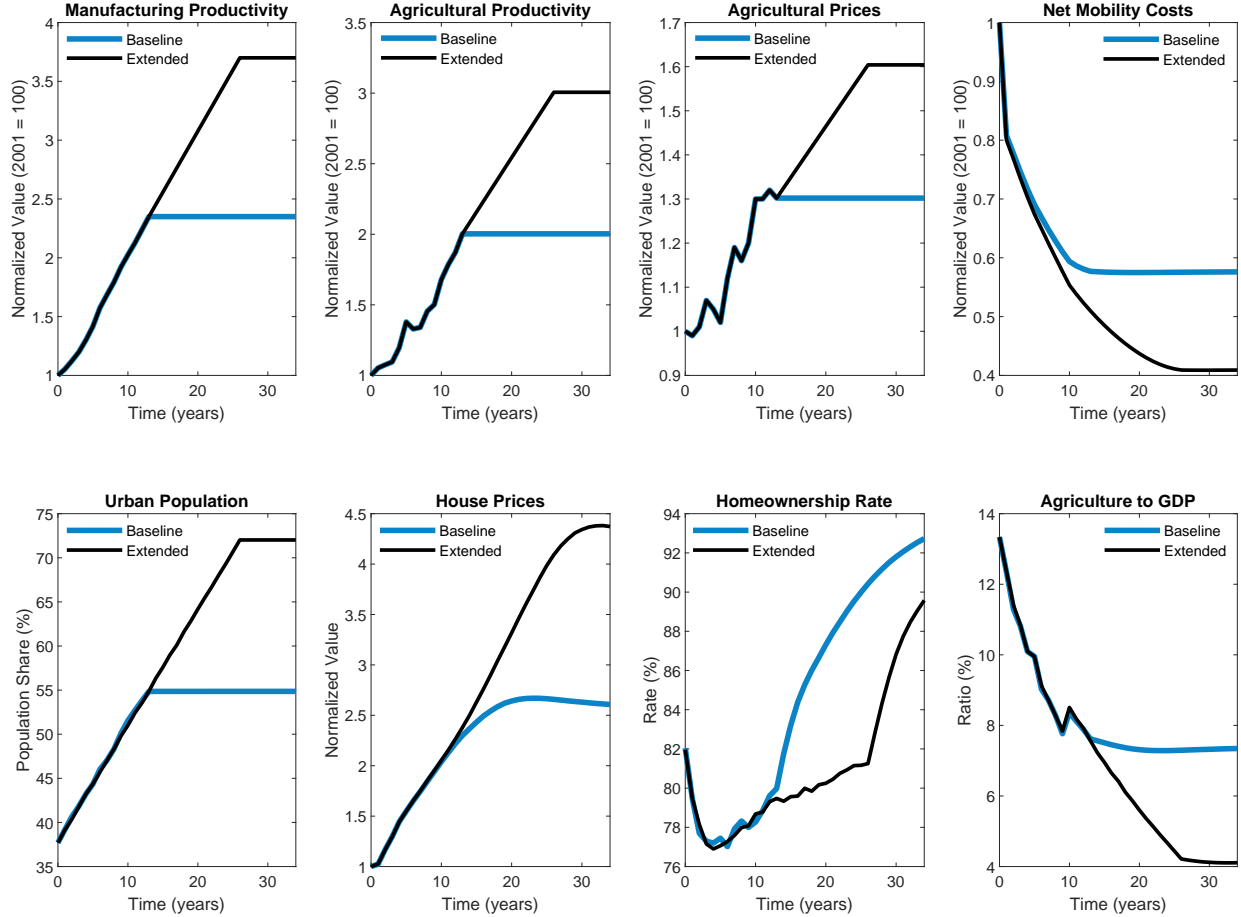 Manufacturing Productivity
Normalized Value (2001 = 100)
4
3.5
3
2.5
2
1.5
1
Baseline
Extended
0 10 20 30
Time (years)
Agricultural Productivity
Normalized Value (2001 = 100)
3.5
3
2.5
2
1.5
1
Baseline
Extended
0 10 20 30
Time (years)
Agricultural Prices
Normalized Value (2001 = 100)
1.7
1.6
1.5
1.4
1.3
1.2
1.1
1
0.9
Baseline
Extended
0 10 20 30
Time (years)
Net Mobility Costs
Normalized Value (2001 = 100)
1
0.9
0.8
0.7
0.6
0.5
0.4
Baseline
Extended
0 10 20 30
Time (years)
Urban Population
Population Share (%)
75
70
65
60
55
50
45
40
35
Baseline
Extended
0 10 20 30
Time (years)
House Prices
Normalized Value
4.5
4
3.5
3
2.5
2
1.5
1
Baseline
Extended
0 10 20 30
Time (years)
Homeownership Rate
Rate (%)
94
92
90
88
86
84
82
80
78
76
Baseline
Extended
0 10 20 30
Time (years)
Agriculture to GDP
Ratio (%)
14
12
10
8
6
4
Baseline
Extended
0 10 20 30
Time (years)